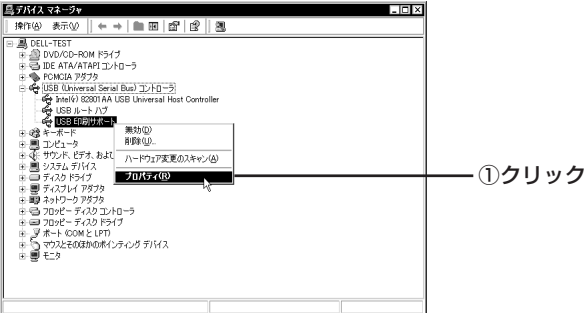 デバイス マネージャ
操作(A) 表示(V)
DELL-TEST
DVD/CD-ROM ドライブ
IDE ATA/ATAPI コントローラ
PCMCIA アダプタ
USB (Universal Serial Bus) コントローラ
Intel(r) 82801AA USB Universal Host Controller
USB ルート ハブ
USB 印刷サポート
無効(D)
削除(U)...
ハードウェア変更のスキャン(A)
プロパティ(R)
①クリック
キーボード
コンピュータ
サウンド、ビデオ、およ
システム デバイス
ディスク ドライブ
ディスプレイ アダプタ
ネットワーク アダプタ
フロッピー ディスク コントローラ
フロッピー ディスク ドライブ
ポート (COM と LPT)
マウスとそのほかのポインティング デバイス
モニタ